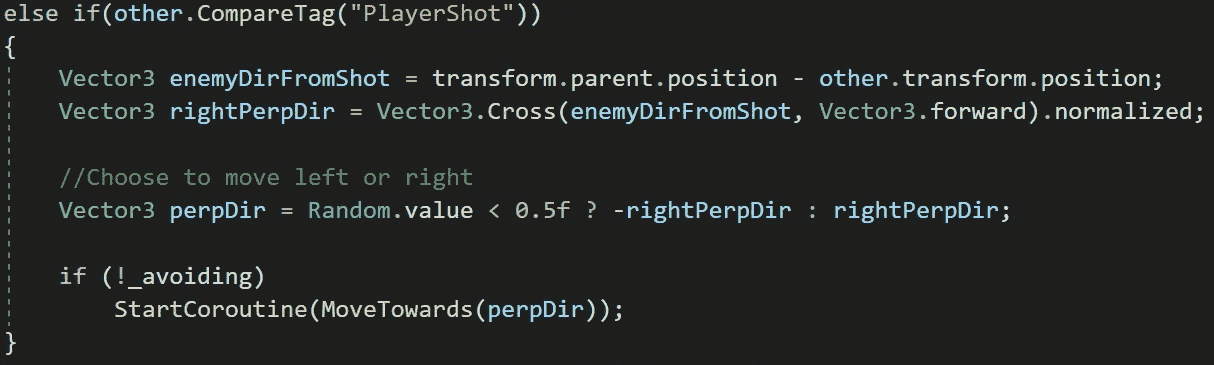 else if(other.CompareTag("PlayerShot"))
{
    Vector3 enemyDirFromShot = transform.parent.position - other.transform.position;
    Vector3 rightPerpDir = Vector3.Cross(enemyDirFromShot, Vector3.forward).normalized;
    //Choose to move left or right
    Vector3 perpDir = Random.value < 0.5f ? -rightPerpDir : rightPerpDir;
    if (!_avoiding)
        StartCoroutine(MoveTowards(perpDir));
}